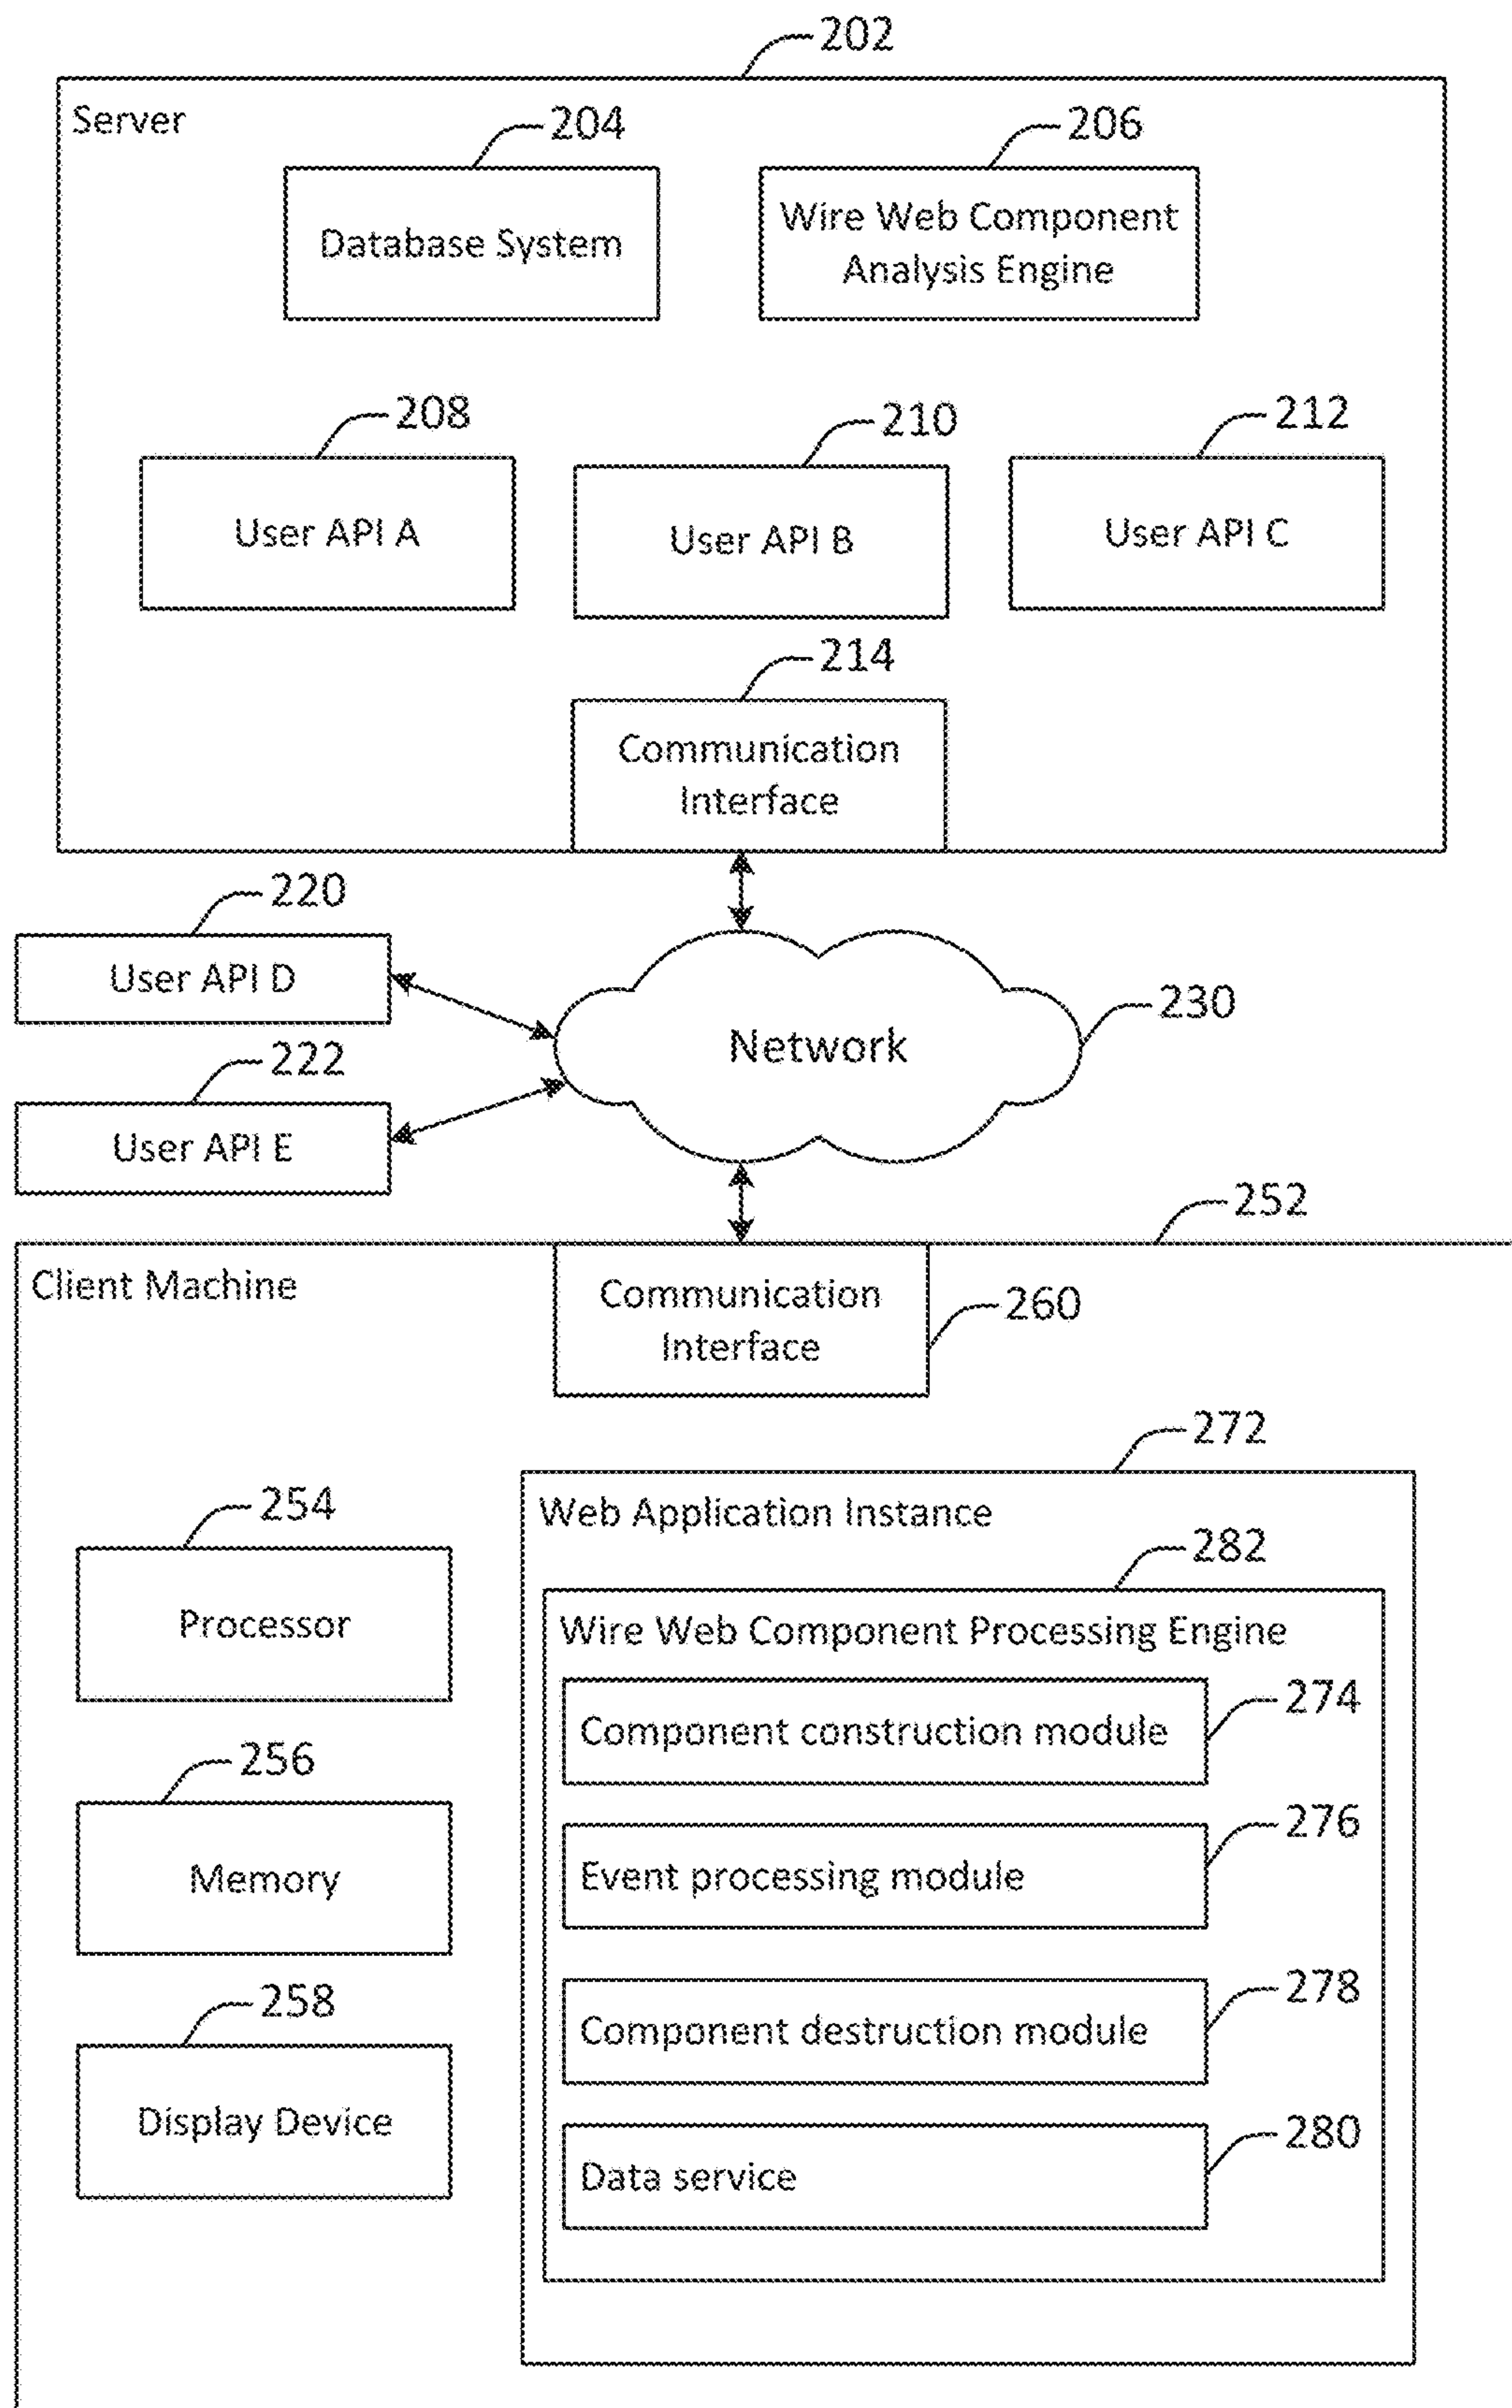 202
Server
204
206
Database System
Wire Web Component
Analysis Engine
208
210
212
User API A
User API B
User API C
214
Communication
Interface
220
User API D
230
Network
222
User API E
252
Client Machine
Communication
Interface
260
272
Web Application Instance
254
Processor
282
Wire Web Component Processing Engine
274
Component construction module
256
Memory
276
Event processing module
258
Display Device
278
Component destruction module
280
Data service